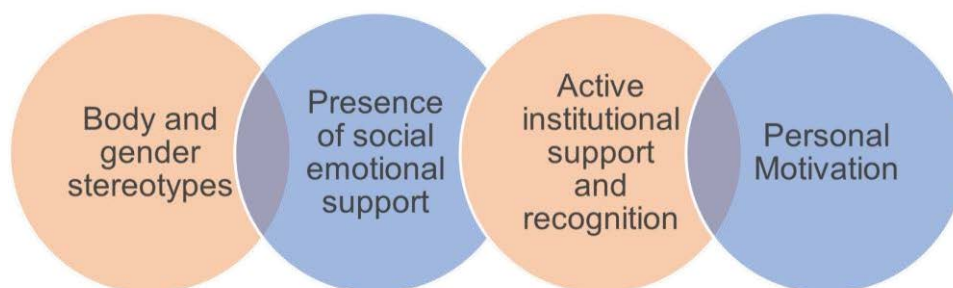 Body and
gender
stereotypes
Presence
of social
emotional
support
Active
institutional
support
and
recognition
Personal
Motivation